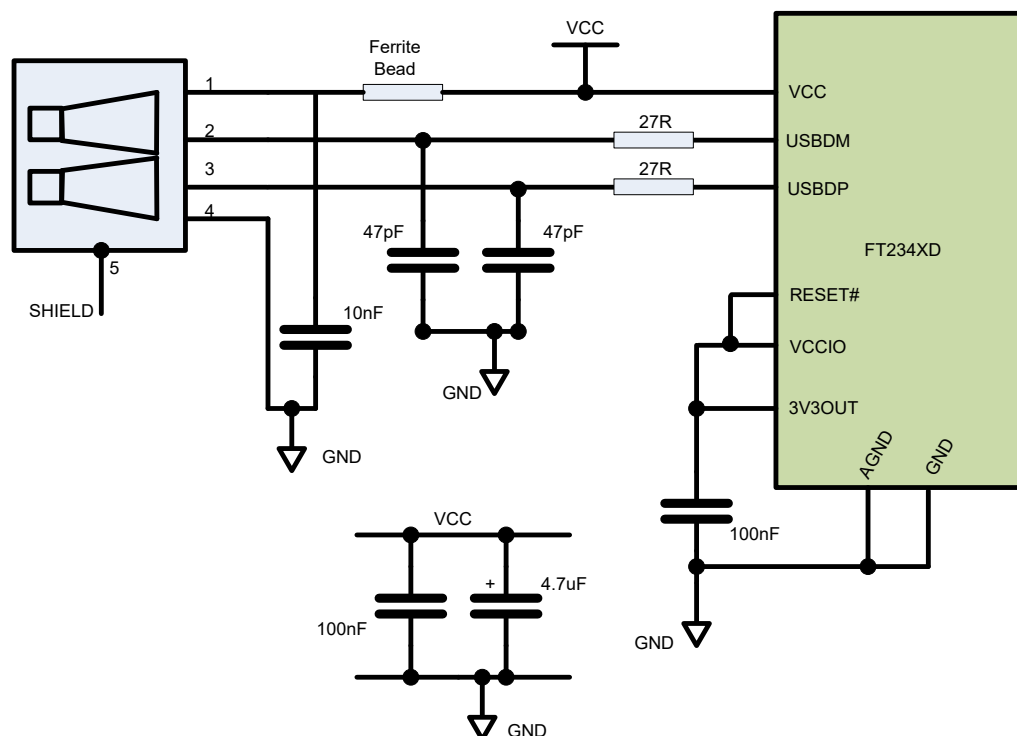 VCC
Ferrite
Bead
1
VCC
27R
2
USBDM
27R
3
USBDP
4
47pF
47pF
FT234XD
5
SHIELD
10nF
RESET#
VCCIO
GND
3V3OUT
GND
AGND
GND
VCC
100nF
+
4.7uF
100nF
GND
GND